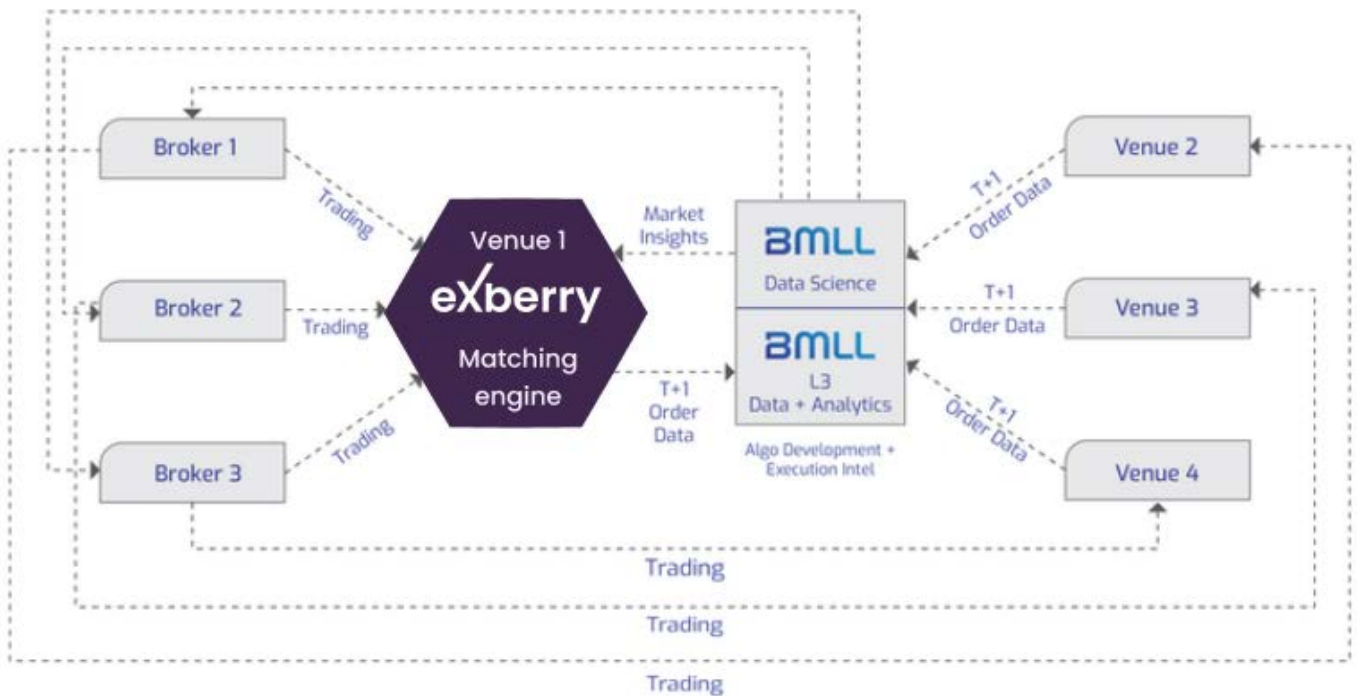 Broker 1
Trading
Broker 2
Trading
Broker 3
Trading
Venue 1
eXberry
Matching
engine
Market
Insights
T+1
Order
Data
BMLL
Data Science
BMLL
L3
Data + Analytics
Algo Development +
Execution Intel
T+1
Order Data
Venue 2
T+1
Order Data
Venue 3
T+1
Order Data
Venue 4
Trading
Trading
Trading